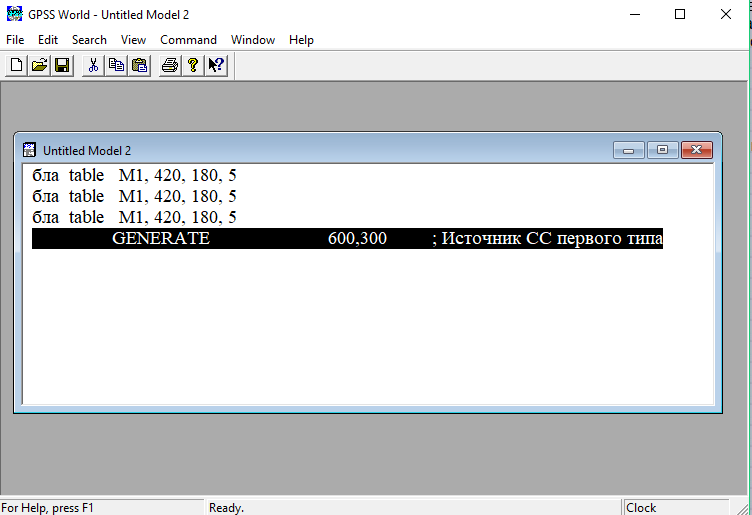 GPSS World - Untitled Model 2
File Edit Search View Command Window Help
Untitled Model 2
бла table M1, 420, 180, 5
бла table M1, 420, 180, 5
бла table M1, 420, 180, 5
GENERATE 600,300 ; Источник СС первого типа
For Help, press F1 Ready. Clock